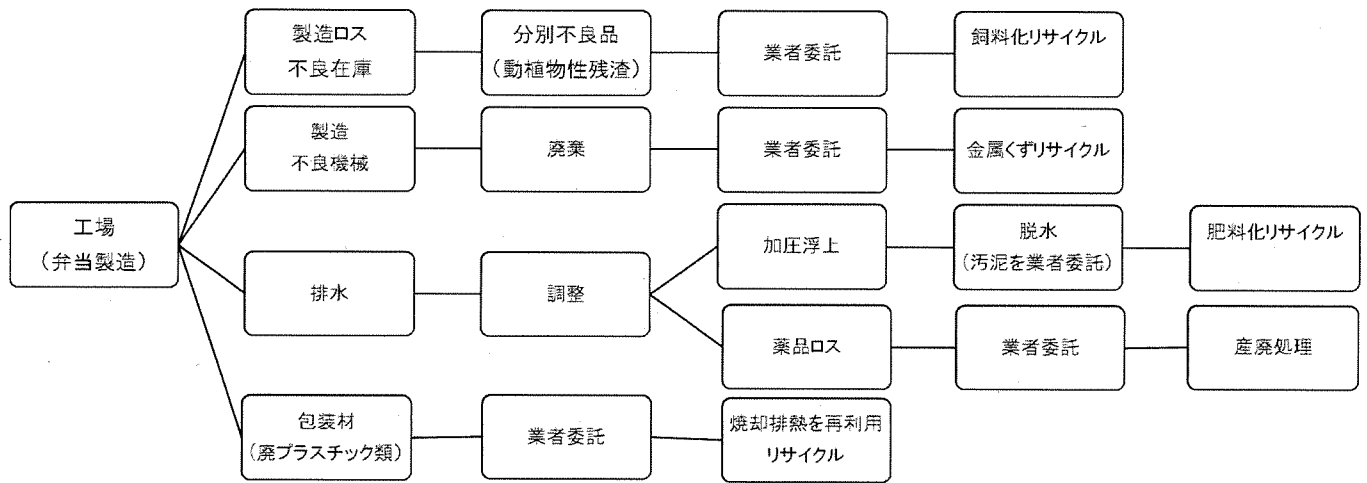 製造ロス
不良在庫
分別不良品
（動植物性残渣）
業者委託
飼料化リサイクル
製造
不良機械
廃棄
業者委託
金属くずリサイクル
工場
（弁当製造）
排水
調整
加圧浮上
脱水
（汚泥を業者委託）
肥料化リサイクル
薬品ロス
業者委託
産廃処理
包装材
（廃プラスチック類）
業者委託
焼却排熱を再利用
リサイクル